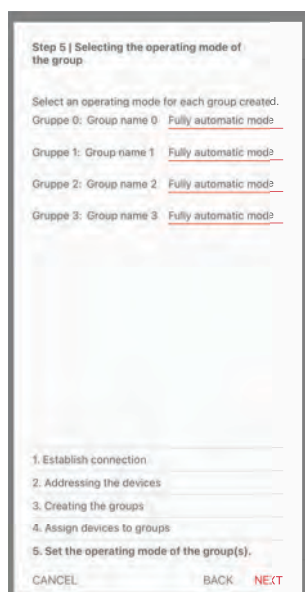 Step 5 | Selecting the operating mode of
the group
Select an operating mode for each group created.
Gruppe 0: Group name 0 Fully automatic mode
Gruppe 1: Group name 1 Fully automatic mode
Gruppe 2: Group name 2 Fully automatic mode
Gruppe 3: Group name 3 Fully automatic mode
1. Establish connection
2. Addressing the devices
3. Creating the groups
4. Assign devices to groups
5. Set the operating mode of the group(s).
CANCEL BACK NEXT